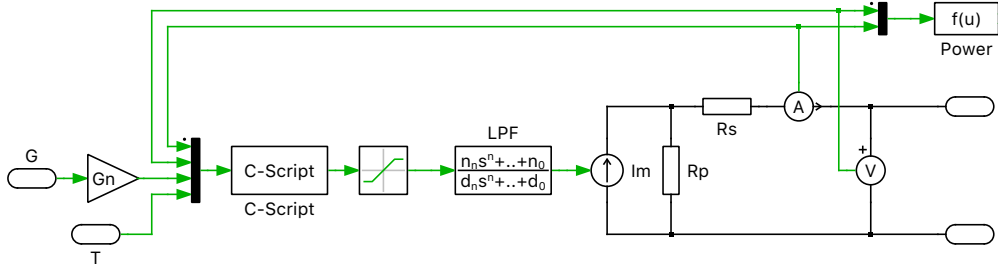 f(u)
Power
A
Rs
LPF
G
Gn
C-Script
nₙsⁿ+..+n₀
dₙsⁿ+..+d₀
Im
Rp
+
V
C-Script
T